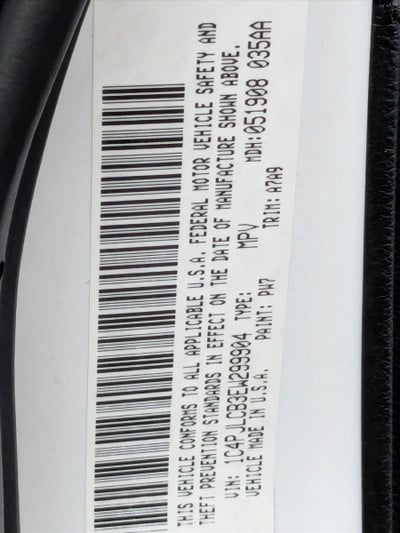 THIS VEHICLE CONFORMS TO ALL APPLICABLE U.S.A. FEDERAL MOTOR VEHICLE SAFETY AND
THEFT PREVENTION STANDARDS IN EFFECT ON THE DATE OF MANUFACTURE SHOWN ABOVE.
VIN: 1C4PJLCB3EW299904 TYPE: MPV MDH:051908 035AA
VEHICLE MADE IN U.S.A. PAINT: PW7 TRIM: A7A9